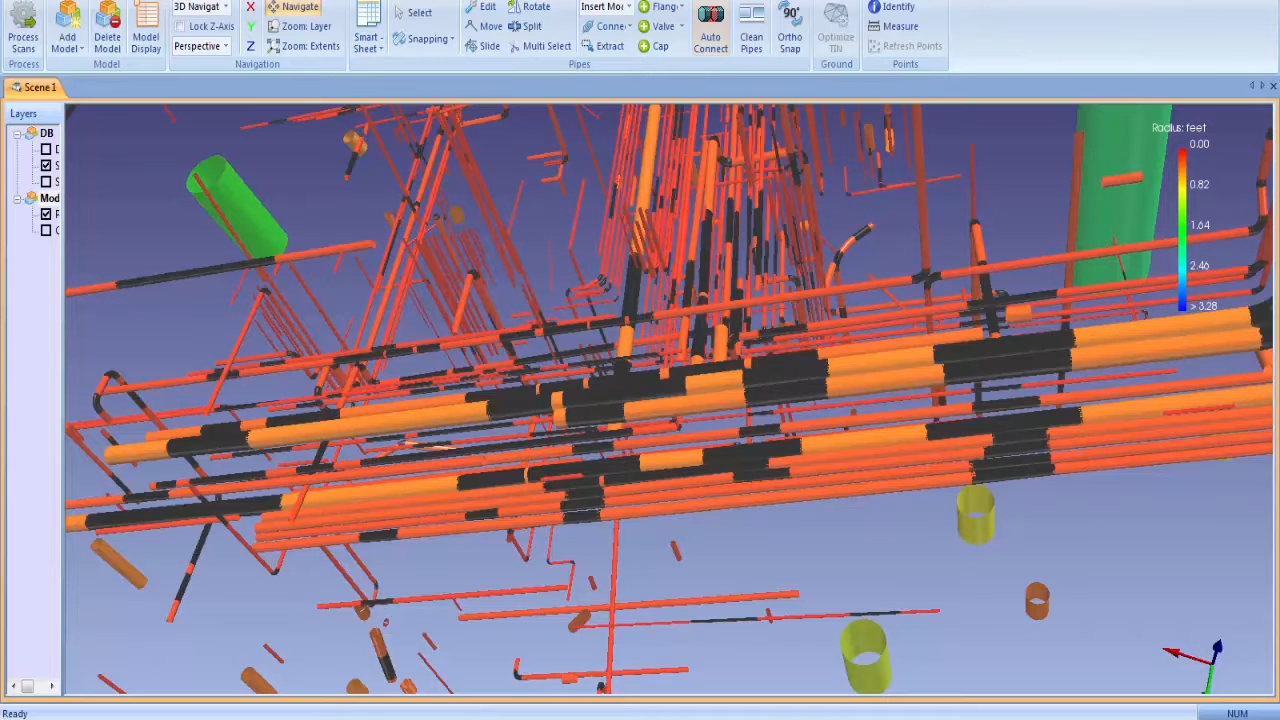 Process Scans
Add Model
Delete Model
Model Display
3D Navigat
Lock Z-Axis
Perspective
X
Y
Z
Navigate
Zoom: Layer
Zoom: Extents
Smart Sheet
Select
Snapping
Edit
Move
Slide
Rotate
Split
Multi Select
Insert Mo
Conne
Extract
Flang
Valve
Cap
Auto Connect
Clean Pipes
90°
Ortho Snap
Optimize TIN
Identify
Measure
Refresh Points
Process
Model
Navigation
Pipes
Ground
Points
Scene1
Layers
DB
S
Mod
Radius: feet
0.00
0.82
1.64
2.46
> 3.28
Ready
NUM